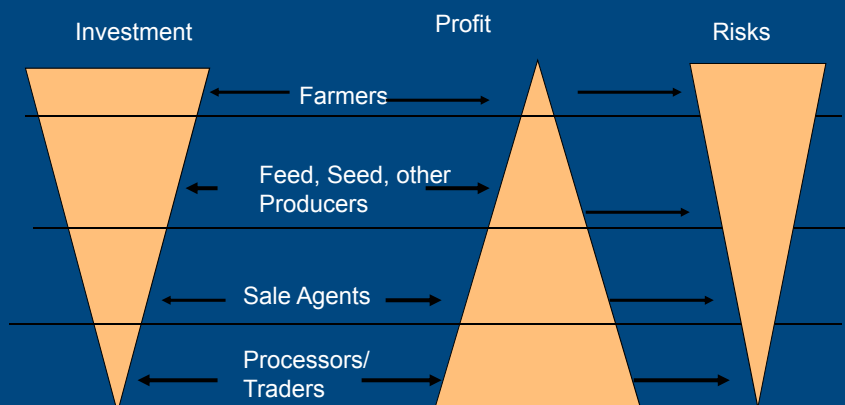 Investment
Profit
Risks
Farmers
Feed, Seed, other
Producers
Sale Agents
Processors/
Traders